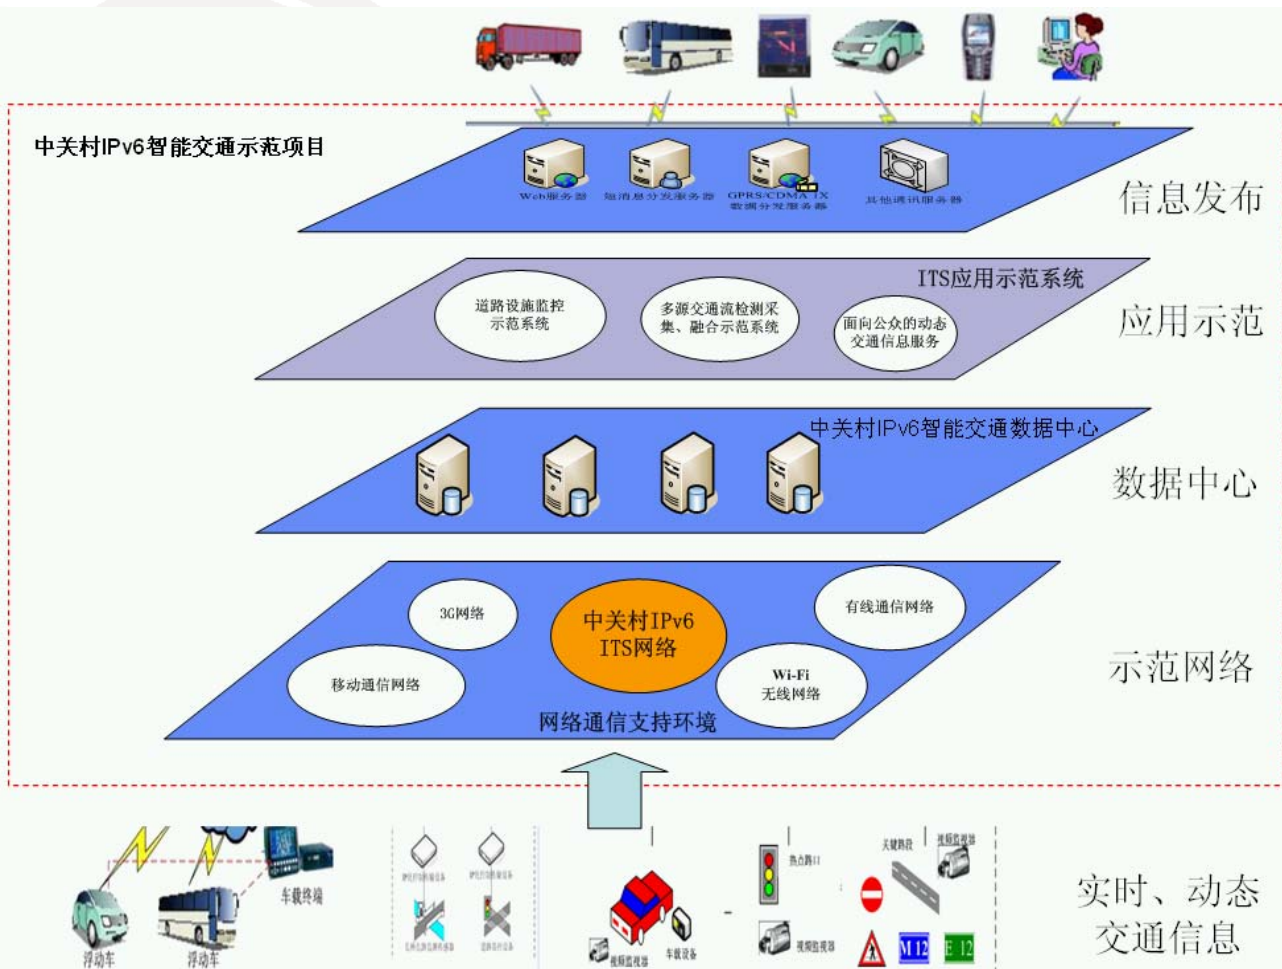 中关村IPv6智能交通示范项目
Web服务器
短消息分发服务器
GPRS/CDMA 1X
数据分发服务器
其他通讯服务器
信息发布
ITS应用示范系统
道路设施监控
示范系统
多源交通流检测采
集、融合示范系统
面向公众的动态
交通信息服务
应用示范
中关村IPv6智能交通数据中心
数据中心
3G网络
中关村IPv6
ITS网络
有线通信网络
移动通信网络
Wi-Fi
无线网络
网络通信支持环境
示范网络
车载终端
浮动车
浮动车
视频监视器
车载设备
热点路口
视频监视器
关键路段
视频监视器
M 12
E 12
实时、动态
交通信息